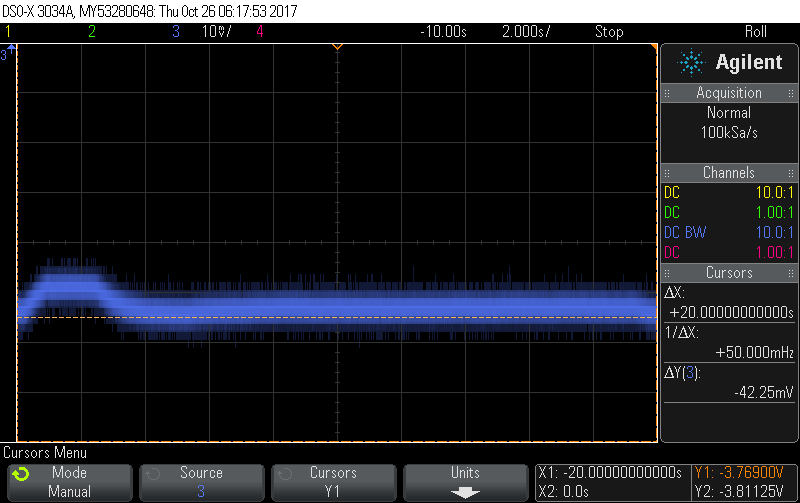 DSO-X 3034A, MY53280648: Thu Oct 26 06:17:53 2017
1 2 3 10mV/ 4 -10.00s 2.000s/ Stop Roll
3
Agilent
Acquisition
Normal
100kSa/s
Channels
DC 10.0:1
DC 1.00:1
DC BW 10.0:1
DC 1.00:1
Cursors
ΔX:
+20.00000000000s
1/ΔX:
+50.000mHz
ΔY(3):
-42.25mV
Cursors Menu
Mode
Manual
Source
3
Cursors
Y1
Units
X1: -20.00000000000s
X2: 0.0s
Y1: -3.76900V
Y2: -3.81125V